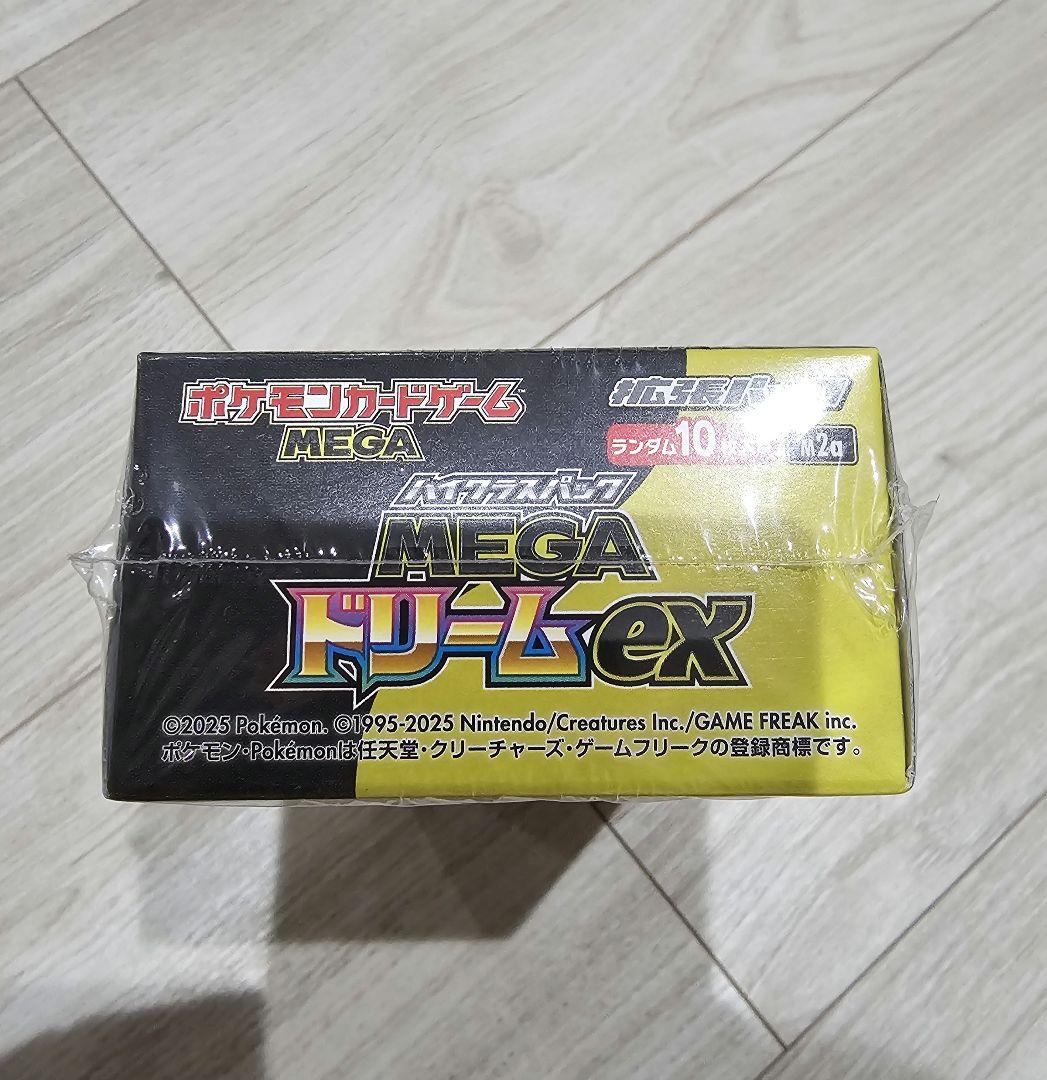 ポケモンカードゲーム
MEGA
拡張パック
ランダム10
m2a
ハイクラスパック
MEGA
ドリームex
©2025 Pokémon. ©1995-2025 Nintendo/Creatures Inc./GAME FREAK inc.
ポケモン・Pokémonは任天堂・クリーチャーズ・ゲームフリークの登録商標です。